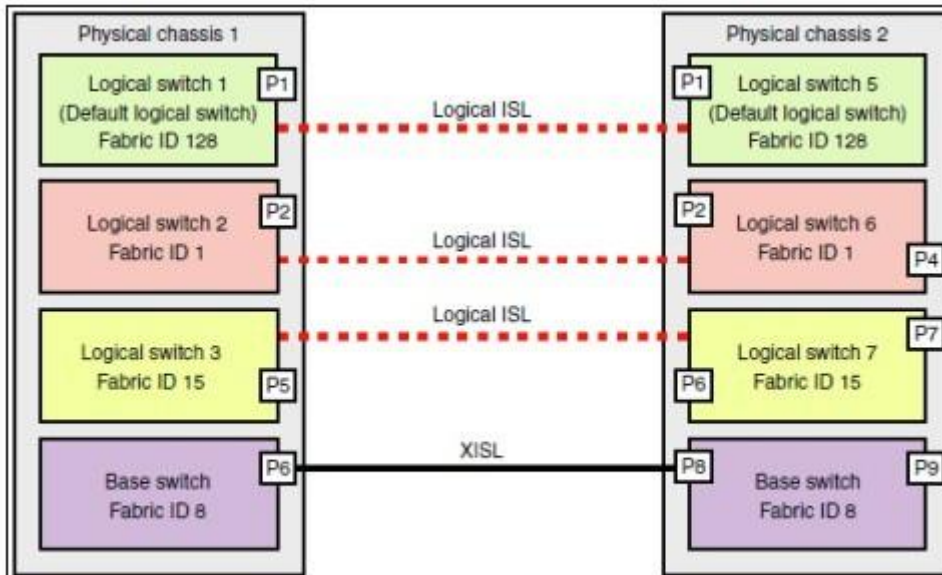 Physical chassis 1
Logical switch 1
(Default logical switch)
Fabric ID 128
P1
Logical switch 2
Fabric ID 1
P2
Logical switch 3
Fabric ID 15
P5
Base switch
Fabric ID 8
P6
Logical ISL
Logical ISL
Logical ISL
XISL
Physical chassis 2
P1
Logical switch 5
(Default logical switch)
Fabric ID 128
P2
Logical switch 6
Fabric ID 1
P4
P7
Logical switch 7
Fabric ID 15
P6
P8
P9
Base switch
Fabric ID 8